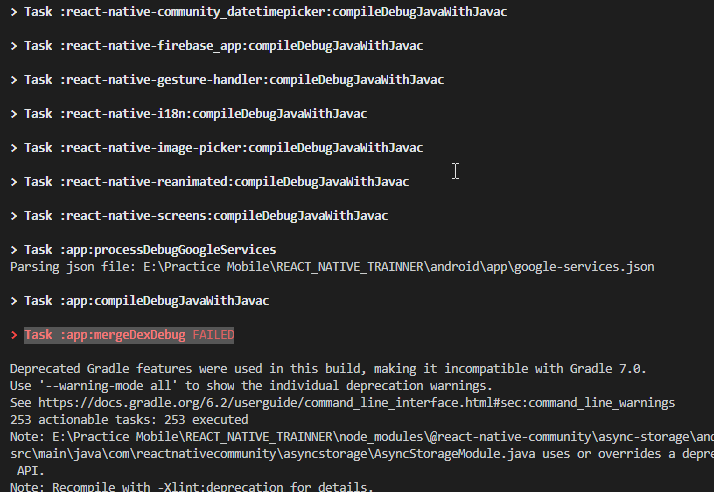 > Task :react-native-community_datetimepicker:compileDebugJavaWithJavac
> Task :react-native-firebase_app:compileDebugJavaWithJavac
> Task :react-native-gesture-handler:compileDebugJavaWithJavac
> Task :react-native-i18n:compileDebugJavaWithJavac
> Task :react-native-image-picker:compileDebugJavaWithJavac
> Task :react-native-reanimated:compileDebugJavaWithJavac
> Task :react-native-screens:compileDebugJavaWithJavac
> Task :app:processDebugGoogleServices
Parsing json file: E:\Practice Mobile\REACT_NATIVE_TRAINNER\android\app\google-services.json
> Task :app:compileDebugJavaWithJavac
> Task :app:mergeDexDebug FAILED
Deprecated Gradle features were used in this build, making it incompatible with Gradle 7.0.
Use '--warning-mode all' to show the individual deprecation warnings.
See https://docs.gradle.org/6.2/userguide/command_line_interface.html#sec:command_line_warnings
253 actionable tasks: 253 executed
Note: E:\Practice Mobile\REACT_NATIVE_TRAINNER\node_modules\@react-native-community\async-storage\and
src\main\java\com\reactnativecommunity\asyncstorage\AsyncStorageModule.java uses or overrides a depre
API.
Note: Recompile with -Xlint:deprecation for details.